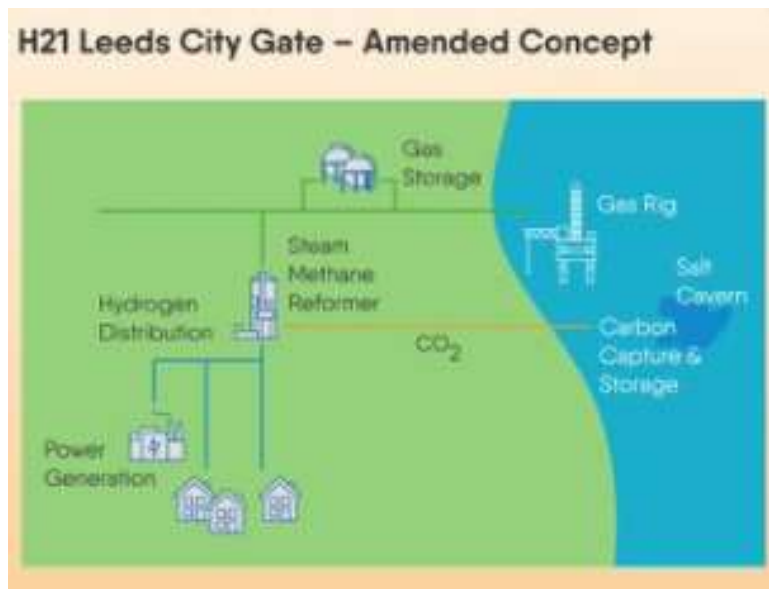 H21 Leeds City Gate – Amended Concept
Gas
Storage
Gas Rig
Steam
Methane
Reformer
Salt
Cavern
Hydrogen
Distribution
CO2
Carbon
Capture &
Storage
Power
Generation